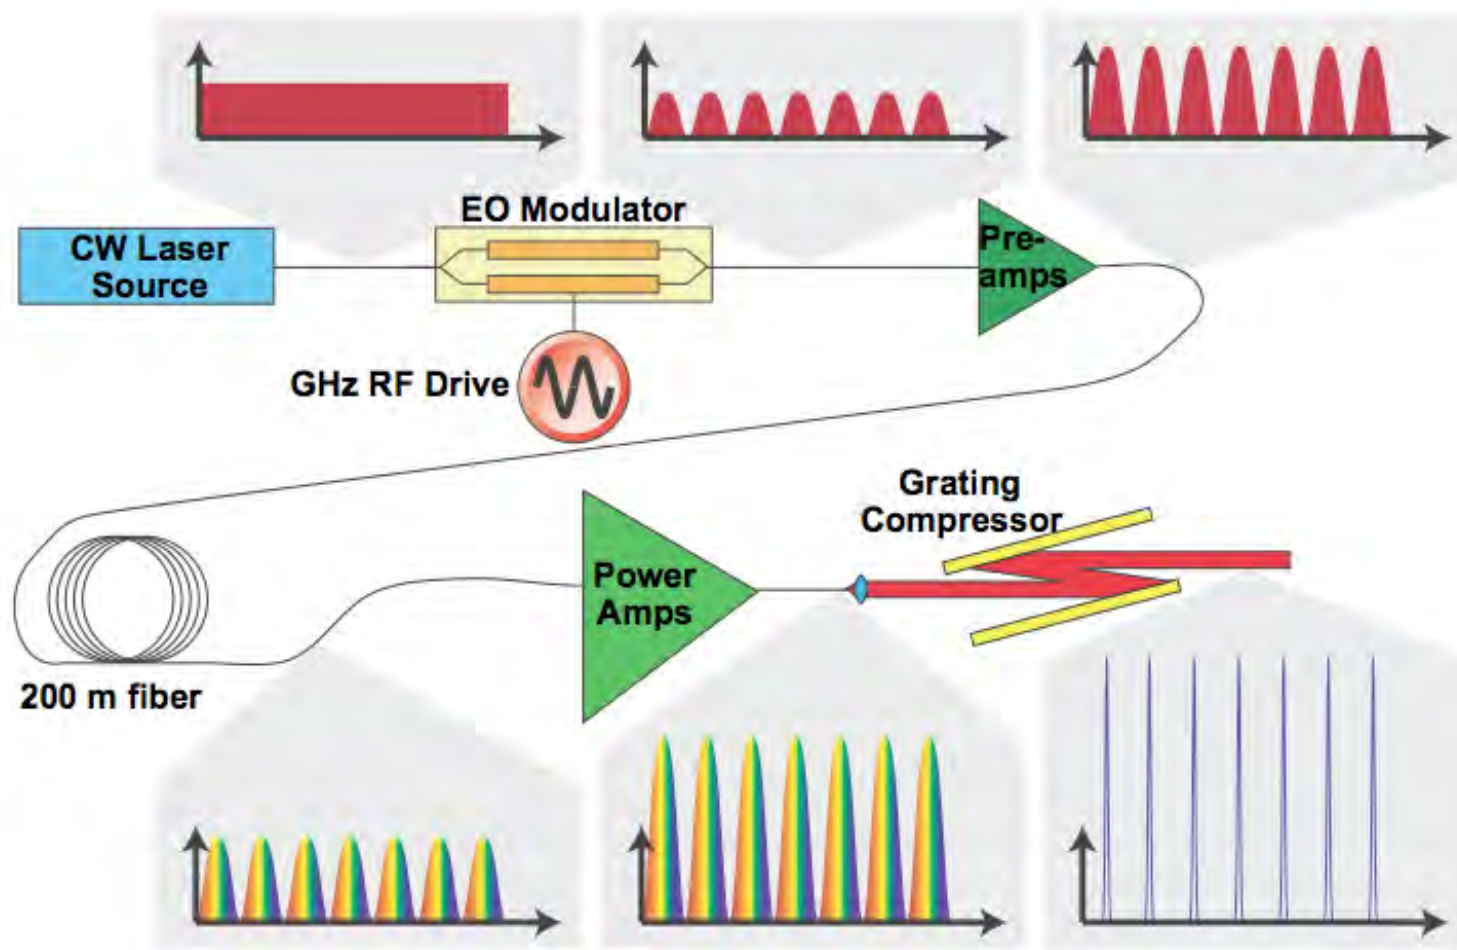 EO Modulator
CW Laser
Source
Pre-
amps
GHz RF Drive
Grating
Compressor
Power
Amps
200 m fiber